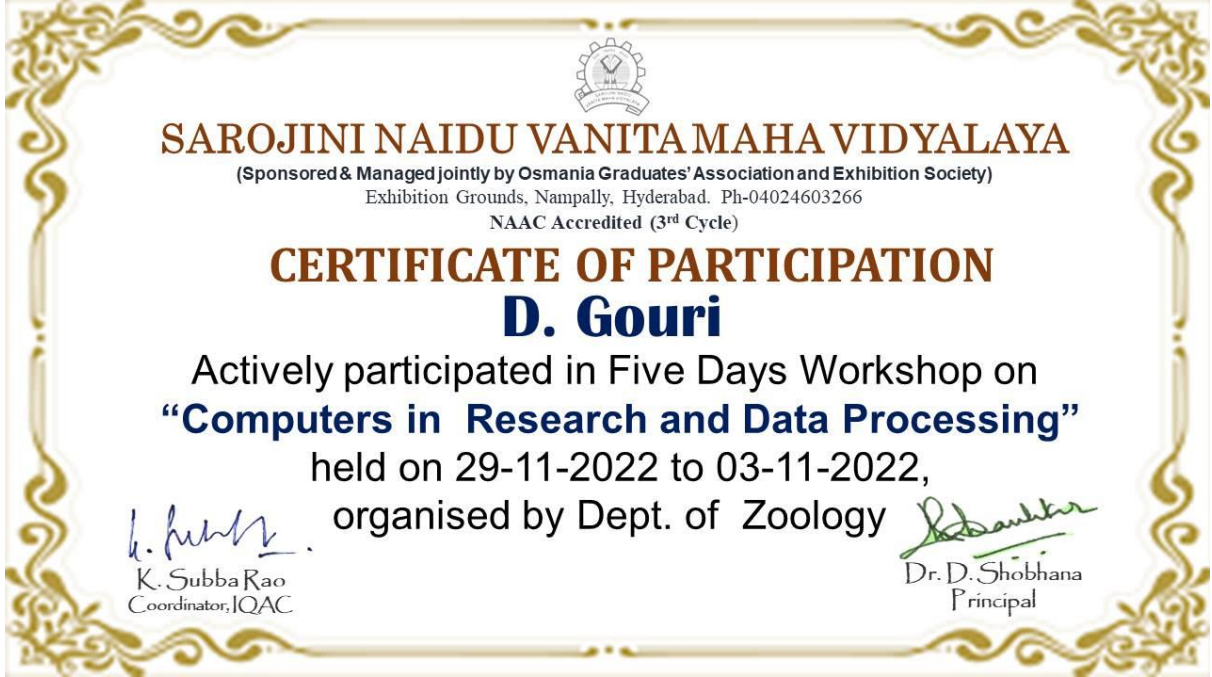 SAROJINI NAIDU VANITA MAHA VIDYALAYA
(Sponsored & Managed jointly by Osmania Graduates' Association and Exhibition Society)
Exhibition Grounds, Nampally, Hyderabad. Ph-04024603266
NAAC Accredited (3rd Cycle)
CERTIFICATE OF PARTICIPATION
D. Gouri
Actively participated in Five Days Workshop on
“Computers in Research and Data Processing”
held on 29-11-2022 to 03-11-2022,
organised by Dept. of Zoology
K. Subba Rao
Coordinator, IQAC
Dr. D. Shobhana
Principal